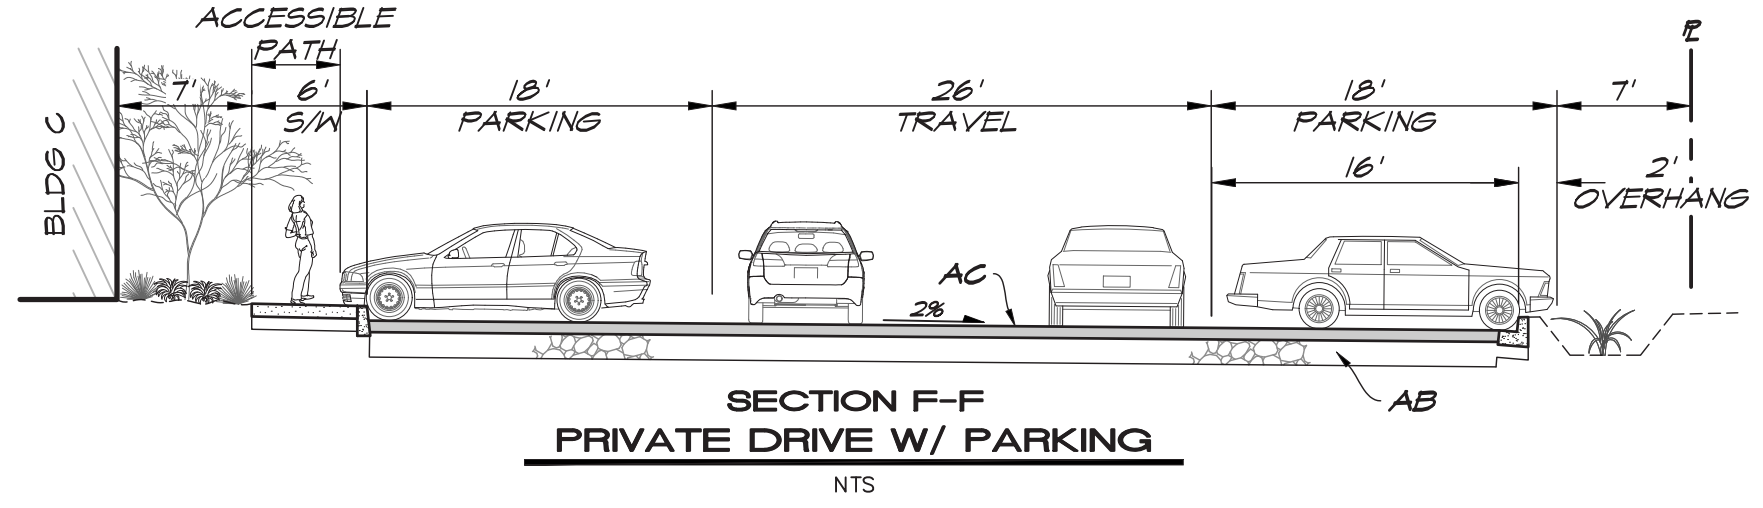 ACCESSIBLE
PATH
PL
7' 6' 18' 26' 18' 7'
S/W PARKING TRAVEL PARKING
16' 2'
OVERHANG
BLDG C
AC
2%
AB
SECTION F-F
PRIVATE DRIVE W/ PARKING
NTS